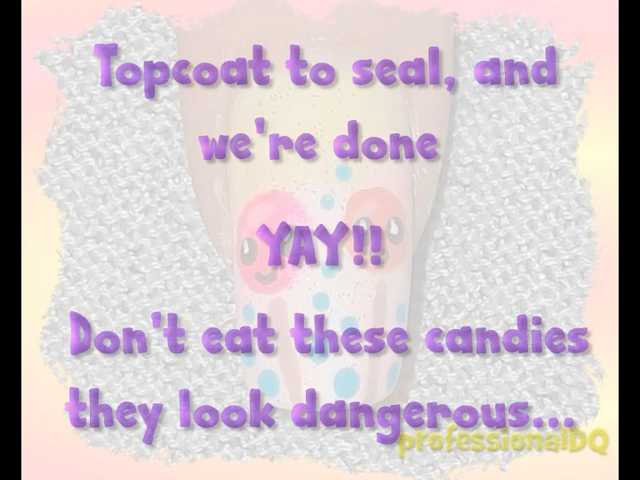 Topcoat to seal, and
we're done
YAY!!
Don't eat these candies
they look dangerous...
professionalDQ